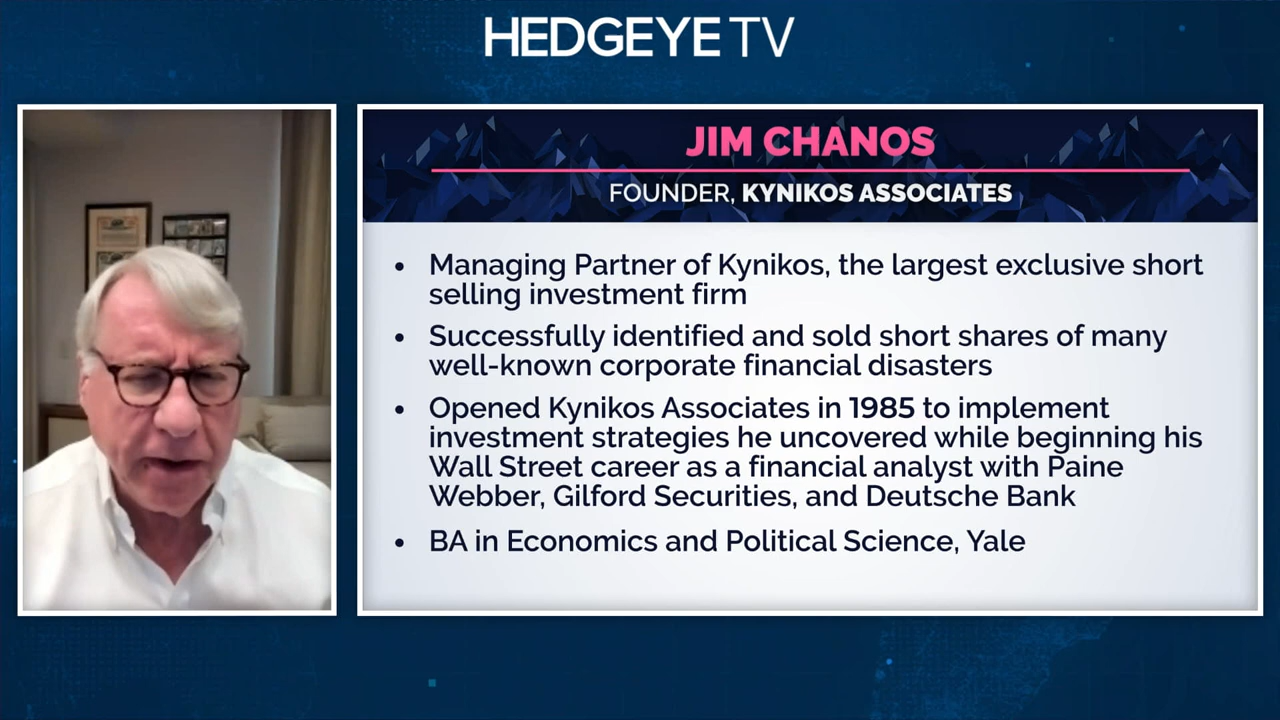 HEDGEYE TV
JIM CHANOS
FOUNDER, KYNIKOS ASSOCIATES
• Managing Partner of Kynikos, the largest exclusive short
selling investment firm
• Successfully identified and sold short shares of many
well-known corporate financial disasters
• Opened Kynikos Associates in 1985 to implement
investment strategies he uncovered while beginning his
Wall Street career as a financial analyst with Paine
Webber, Gilford Securities, and Deutsche Bank
• BA in Economics and Political Science, Yale